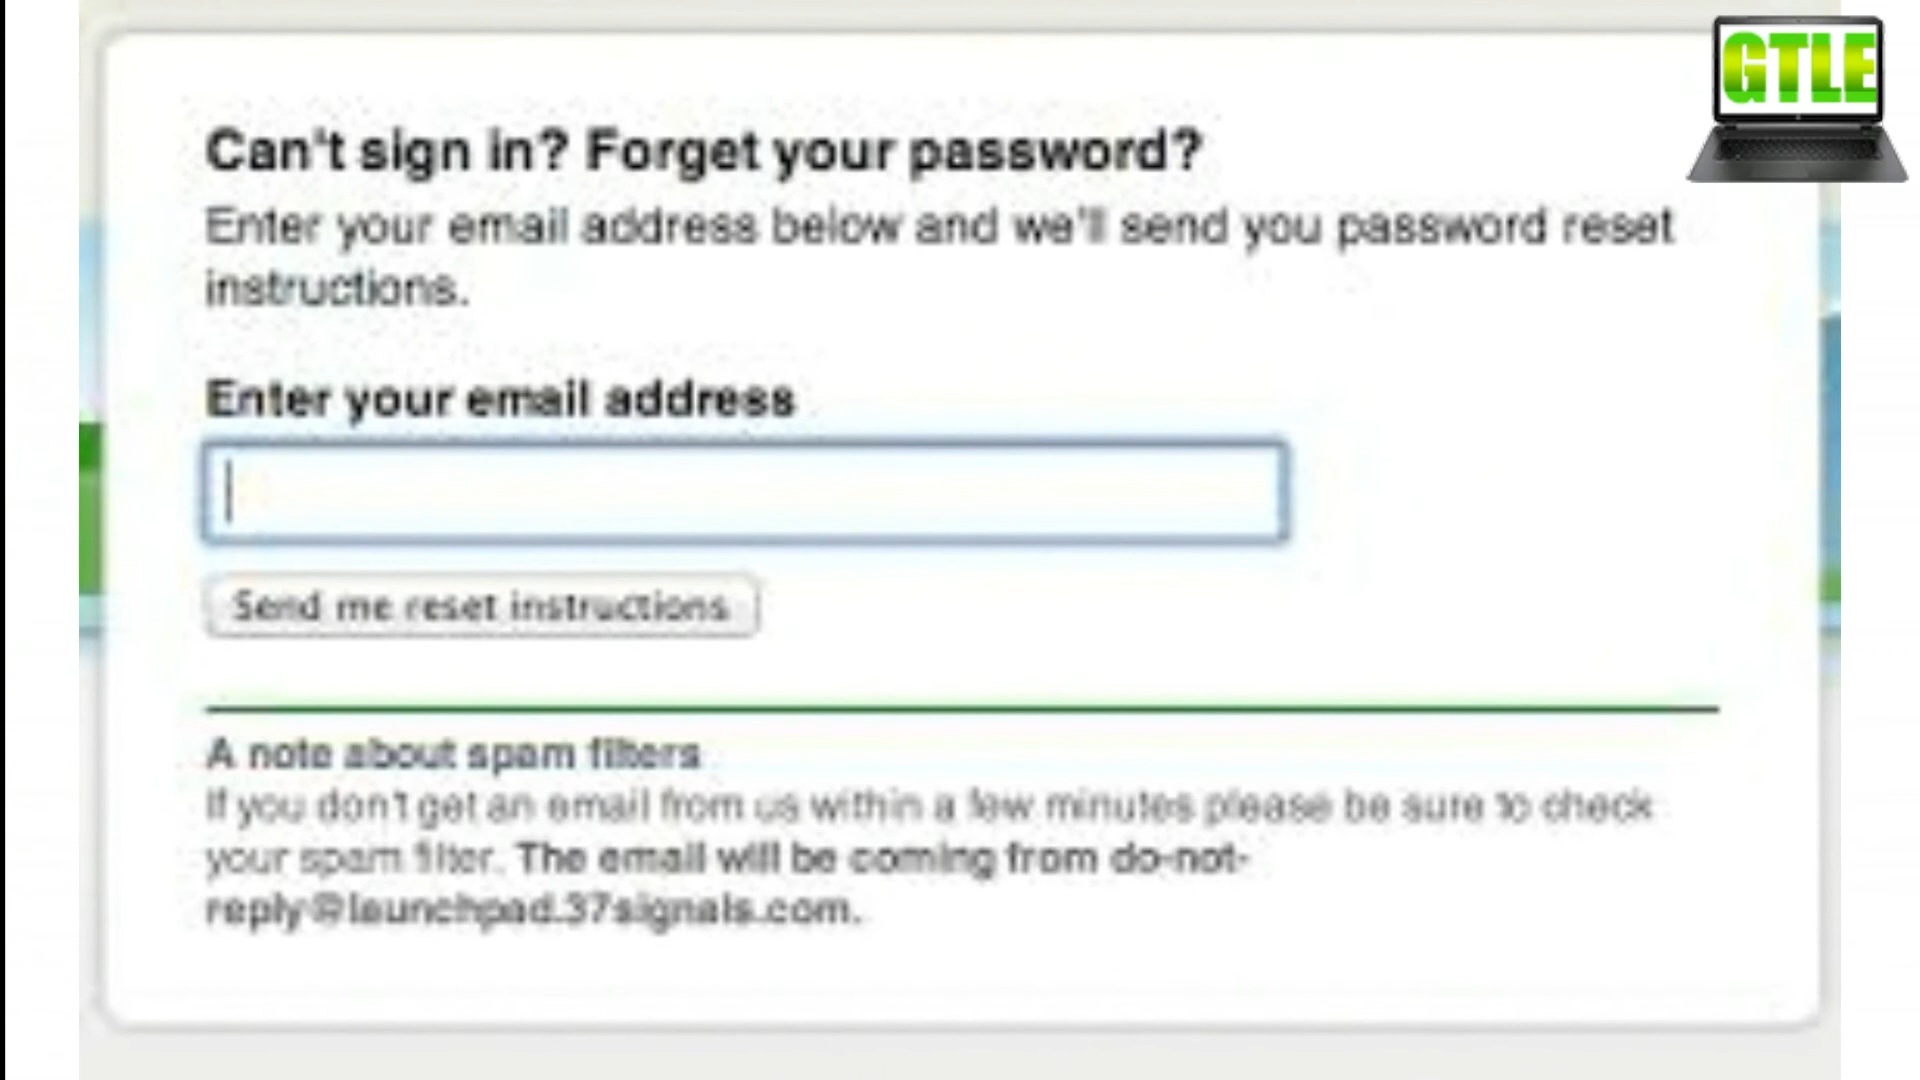 GTLE
Can't sign in? Forget your password?
Enter your email address below and we'll send you password reset
instructions.
Enter your email address
Send me reset instructions
A note about spam filters
If you don't get an email from us within a few minutes please be sure to check
your spam filter. The email will be coming from do-not-
reply@launchpad.37signals.com.